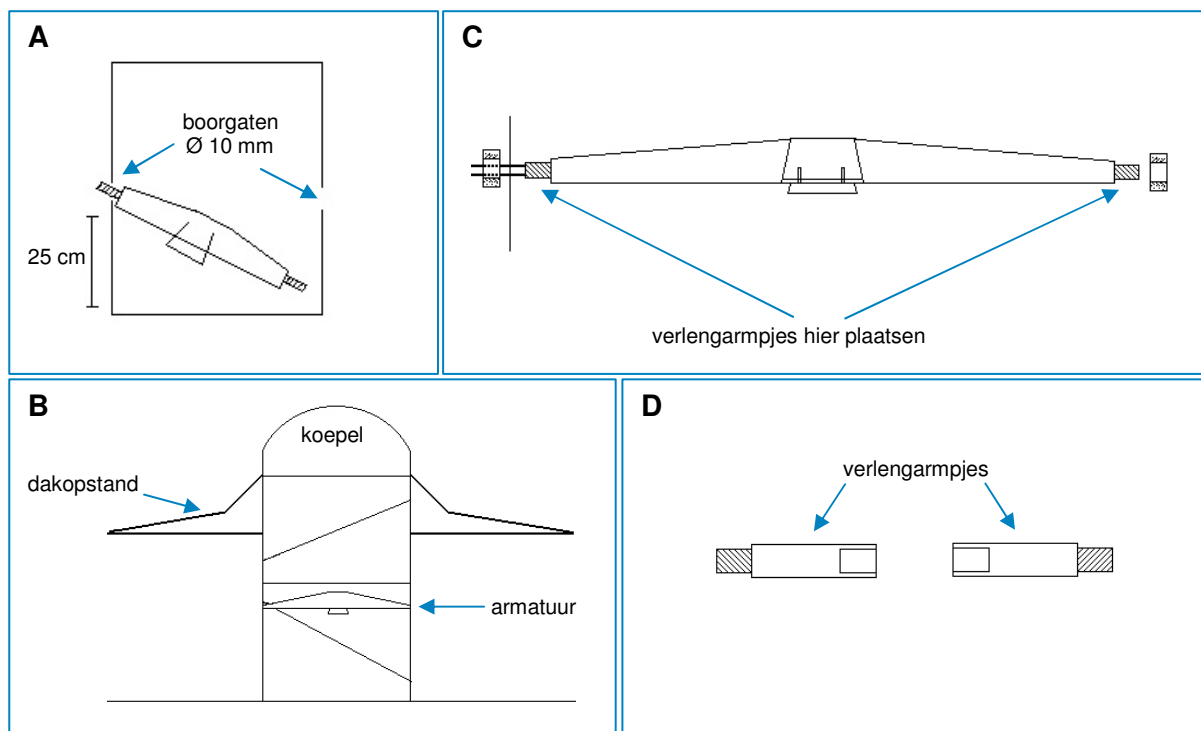 A
boorgaten
Ø 10 mm
25 cm
C
verlengarmpjes hier plaatsen
B
koepel
dakopstand
armatuur
D
verlengarmpjes